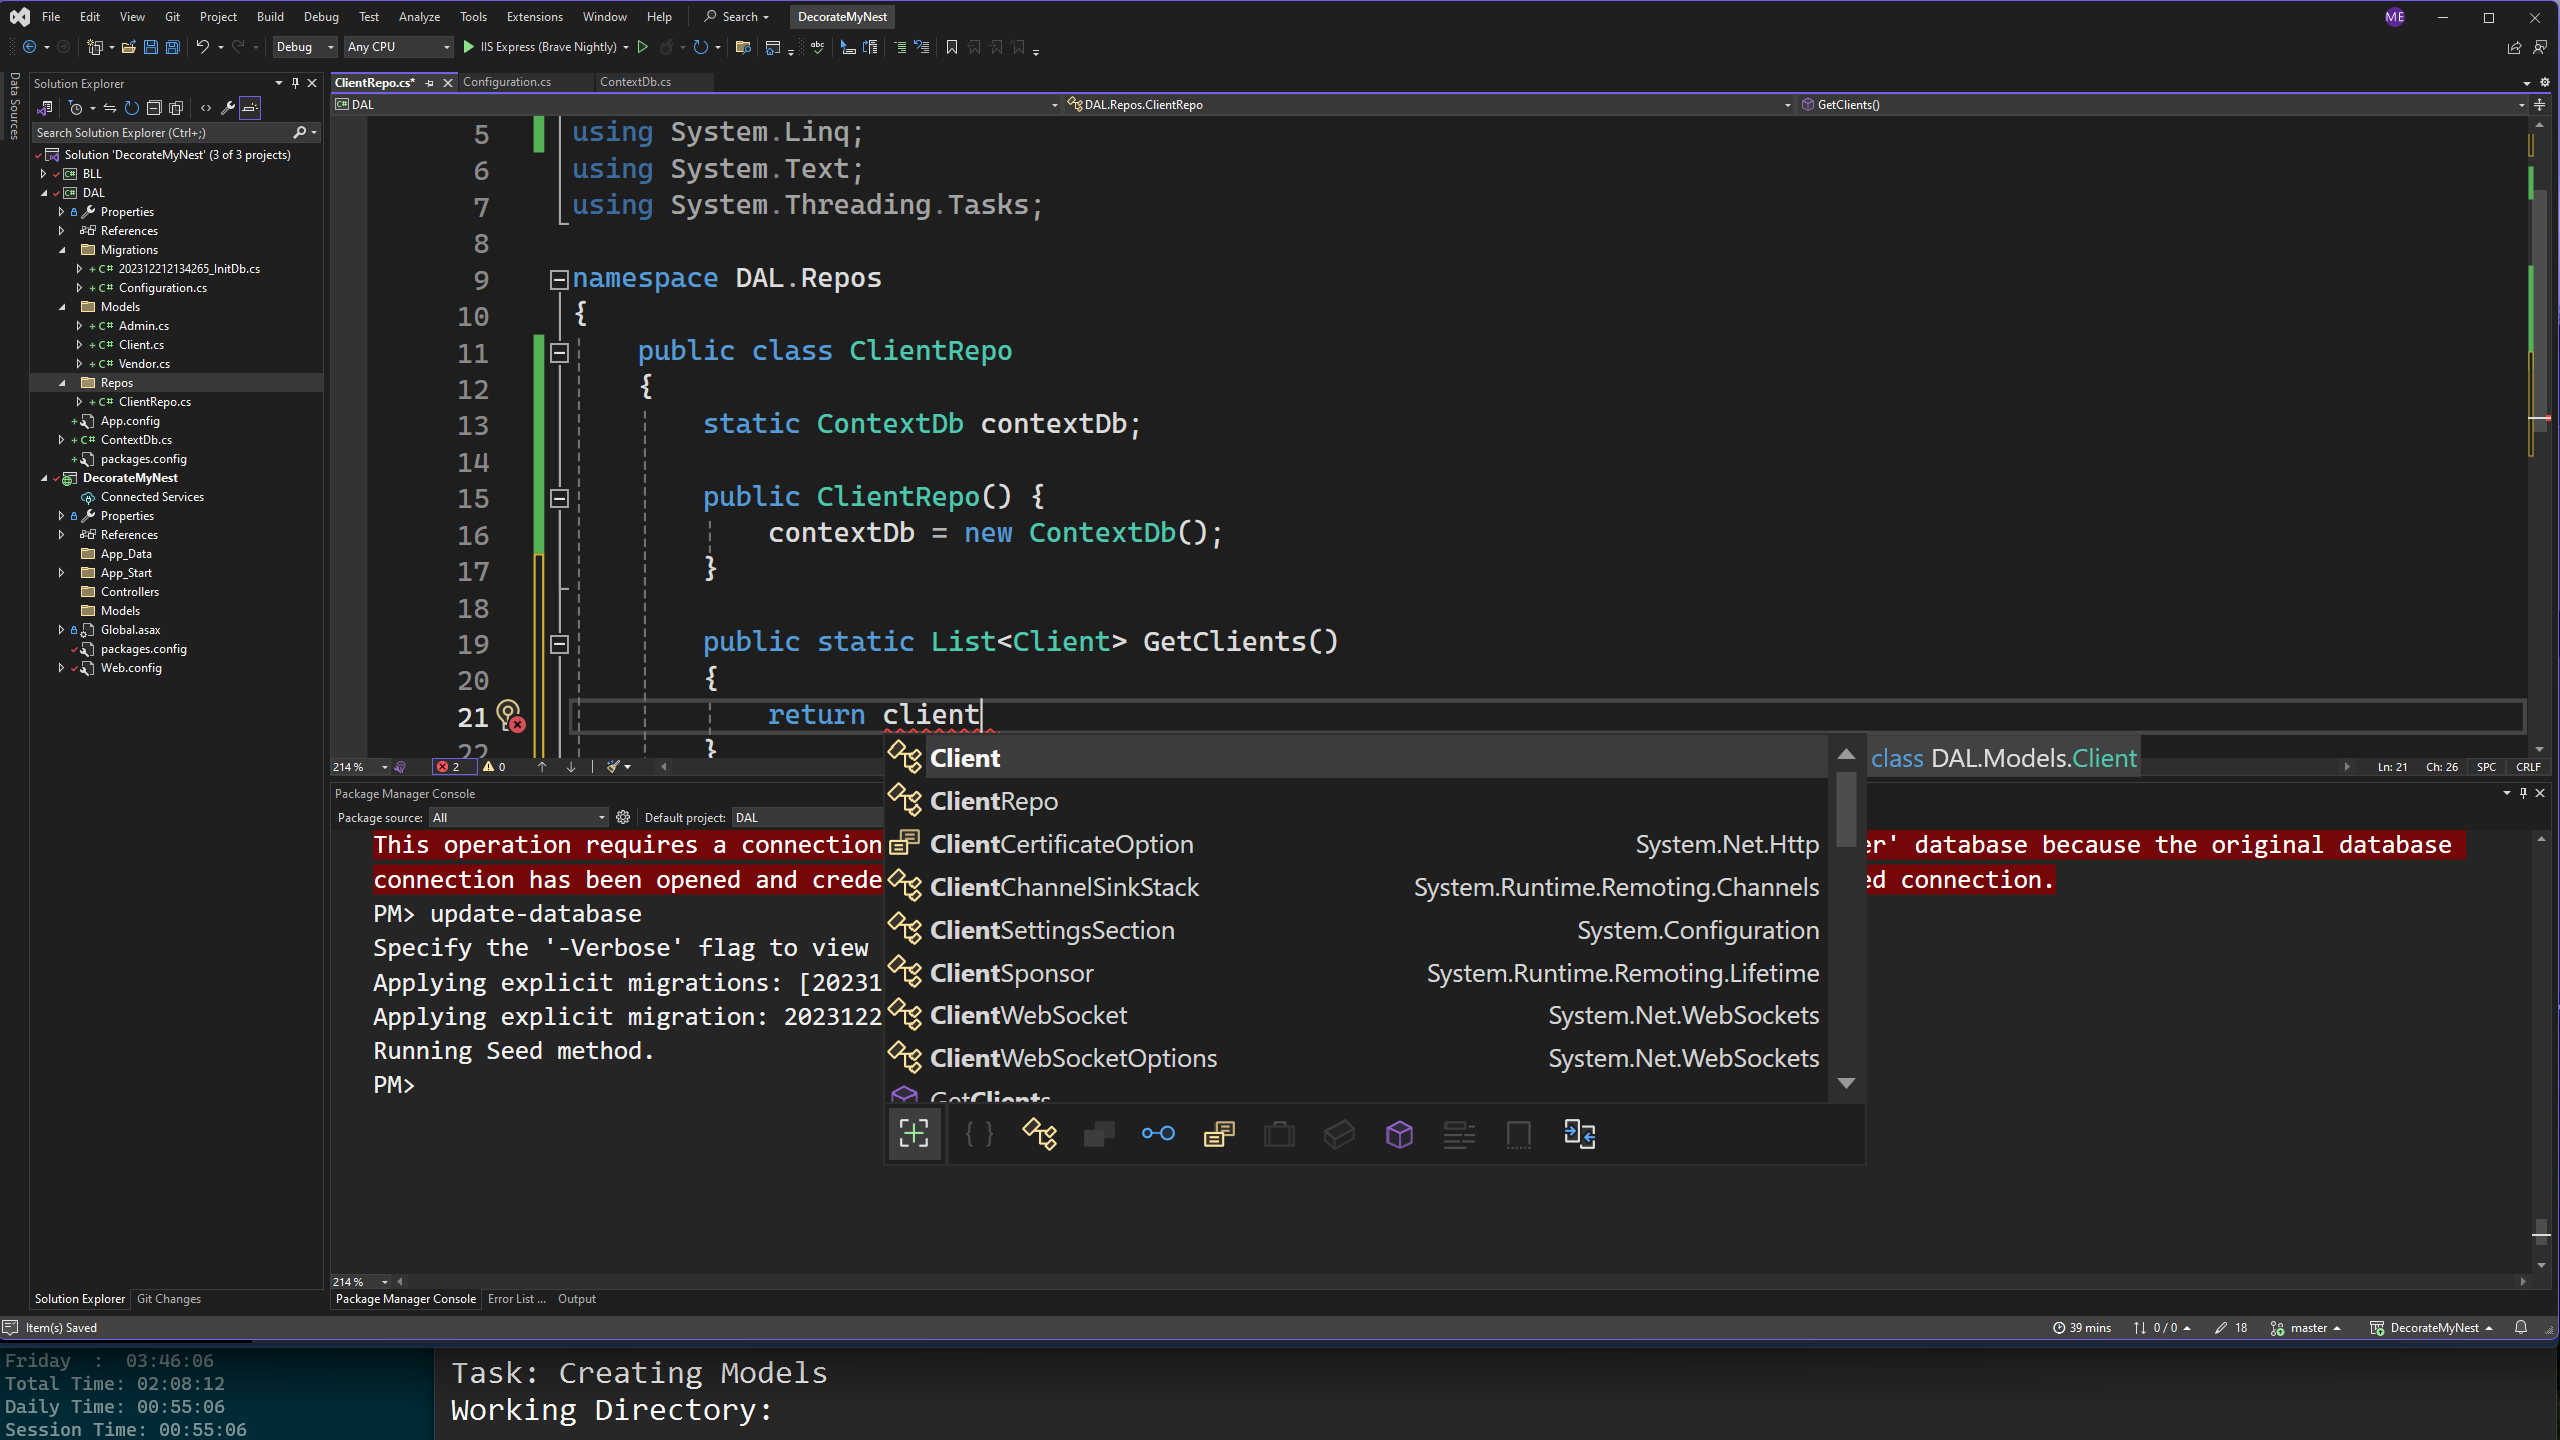 File Edit View Git Project Build Debug Test Analyze Tools Extensions Window Help Search DecorateMyNest ME
Debug Any CPU IIS Express (Brave Nightly)
Data Sources
Solution Explorer
Search Solution Explorer (Ctrl+;)
Solution 'DecorateMyNest' (3 of 3 projects)
BLL
DAL
Properties
References
Migrations
202312212134265_InitDb.cs
Configuration.cs
Models
Admin.cs
Client.cs
Vendor.cs
Repos
ClientRepo.cs
App.config
ContextDb.cs
packages.config
DecorateMyNest
Connected Services
Properties
References
App_Data
App_Start
Controllers
Models
Global.asax
packages.config
Web.config
Solution Explorer Git Changes
ClientRepo.cs* Configuration.cs ContextDb.cs
DAL DAL.Repos.ClientRepo GetClients()
5 using System.Linq;
6 using System.Text;
7 using System.Threading.Tasks;
8
9 namespace DAL.Repos
10 {
11 public class ClientRepo
12 {
13 static ContextDb contextDb;
14
15 public ClientRepo() {
16 contextDb = new ContextDb();
17 }
18
19 public static List<Client> GetClients()
20 {
21 return client
22 }
Client class DAL.Models.Client
ClientRepo
ClientCertificateOption System.Net.Http
ClientChannelSinkStack System.Runtime.Remoting.Channels
ClientSettingsSection System.Configuration
ClientSponsor System.Runtime.Remoting.Lifetime
ClientWebSocket System.Net.WebSockets
ClientWebSocketOptions System.Net.WebSockets
GetClients
214 % 2 0 Ln: 21 Ch: 26 SPC CRLF
Package Manager Console
Package source: All Default project: DAL
This operation requires a connection er' database because the original database
connection has been opened and crede ed connection.
PM> update-database
Specify the '-Verbose' flag to view
Applying explicit migrations: [20231
Applying explicit migration: 2023122
Running Seed method.
PM>
214 %
Package Manager Console Error List ... Output
Item(s) Saved 39 mins 0 / 0 18 master DecorateMyNest
Friday : 03:46:06
Total Time: 02:08:12
Daily Time: 00:55:06
Session Time: 00:55:06
Task: Creating Models
Working Directory: